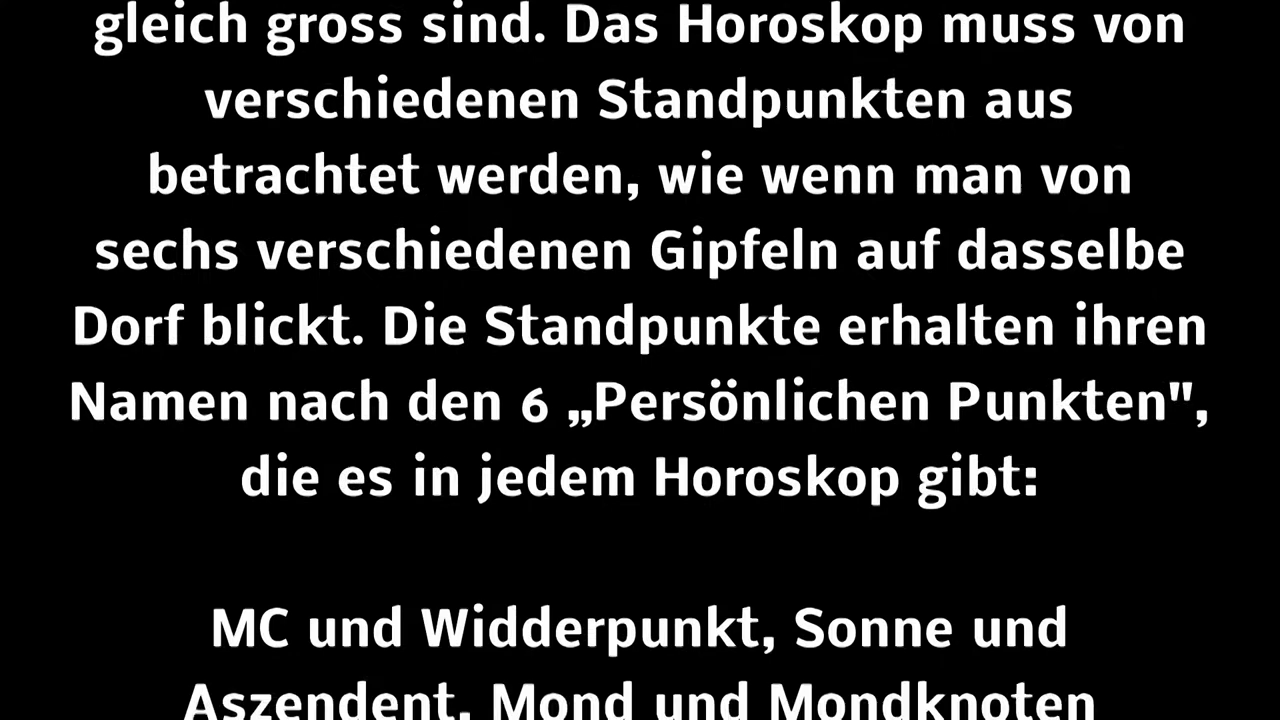 gleich gross sind. Das Horoskop muss von
verschiedenen Standpunkten aus
betrachtet werden, wie wenn man von
sechs verschiedenen Gipfeln auf dasselbe
Dorf blickt. Die Standpunkte erhalten ihren
Namen nach den 6 „Persönlichen Punkten",
die es in jedem Horoskop gibt:
MC und Widderpunkt, Sonne und
Aszendent, Mond und Mondknoten